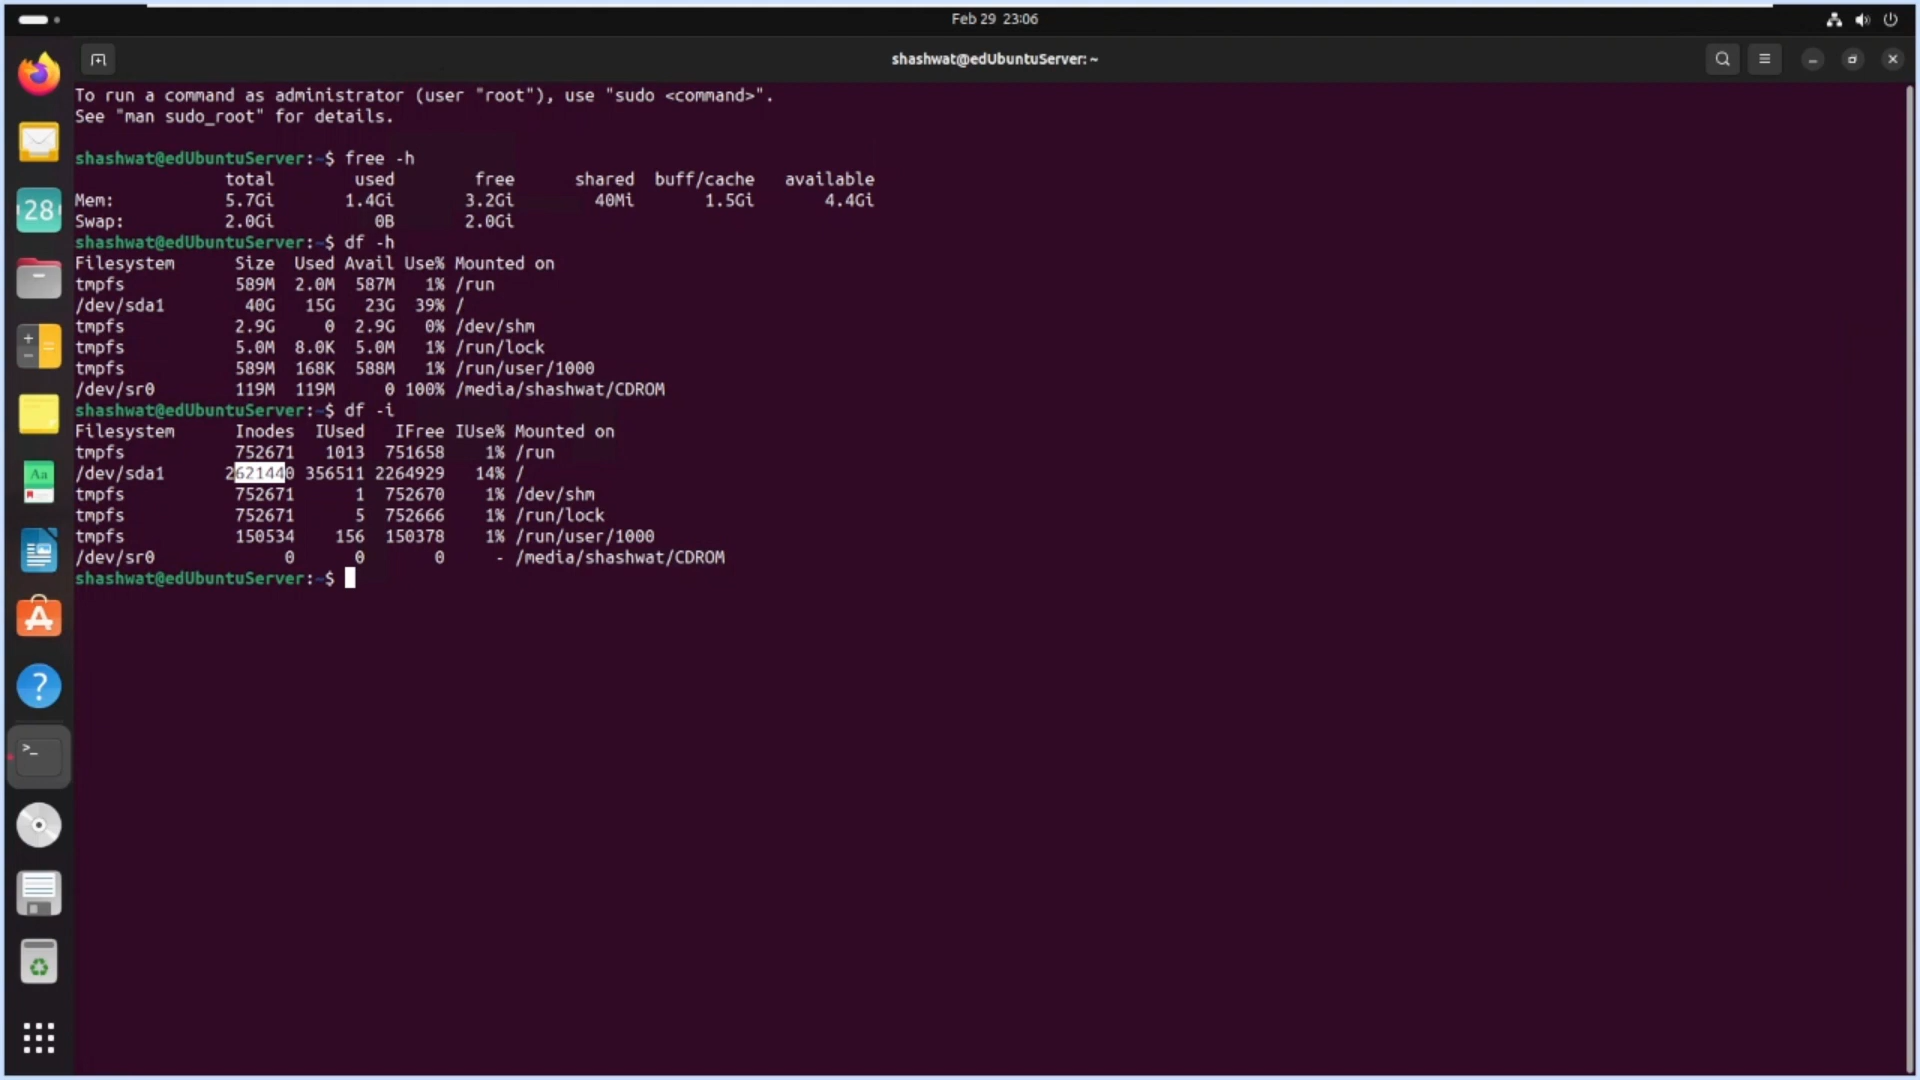 Feb 29 23:06
shashwat@edUbuntuServer: ~
To run a command as administrator (user "root"), use "sudo <command>".
See "man sudo_root" for details.
shashwat@edUbuntuServer:~$ free -h
total used free shared buff/cache available
Mem: 5.7Gi 1.4Gi 3.2Gi 40Mi 1.5Gi 4.4Gi
Swap: 2.0Gi 0B 2.0Gi
shashwat@edUbuntuServer:~$ df -h
Filesystem Size Used Avail Use% Mounted on
tmpfs 589M 2.0M 587M 1% /run
/dev/sda1 40G 15G 23G 39% /
tmpfs 2.9G 0 2.9G 0% /dev/shm
tmpfs 5.0M 8.0K 5.0M 1% /run/lock
tmpfs 589M 168K 588M 1% /run/user/1000
/dev/sr0 119M 119M 0 100% /media/shashwat/CDROM
shashwat@edUbuntuServer:~$ df -i
Filesystem Inodes IUsed IFree IUse% Mounted on
tmpfs 752671 1013 751658 1% /run
/dev/sda1 2621440 356511 2264929 14% /
tmpfs 752671 1 752670 1% /dev/shm
tmpfs 752671 5 752666 1% /run/lock
tmpfs 150534 156 150378 1% /run/user/1000
/dev/sr0 0 0 0 - /media/shashwat/CDROM
shashwat@edUbuntuServer:~$
28
Aa
?
>_